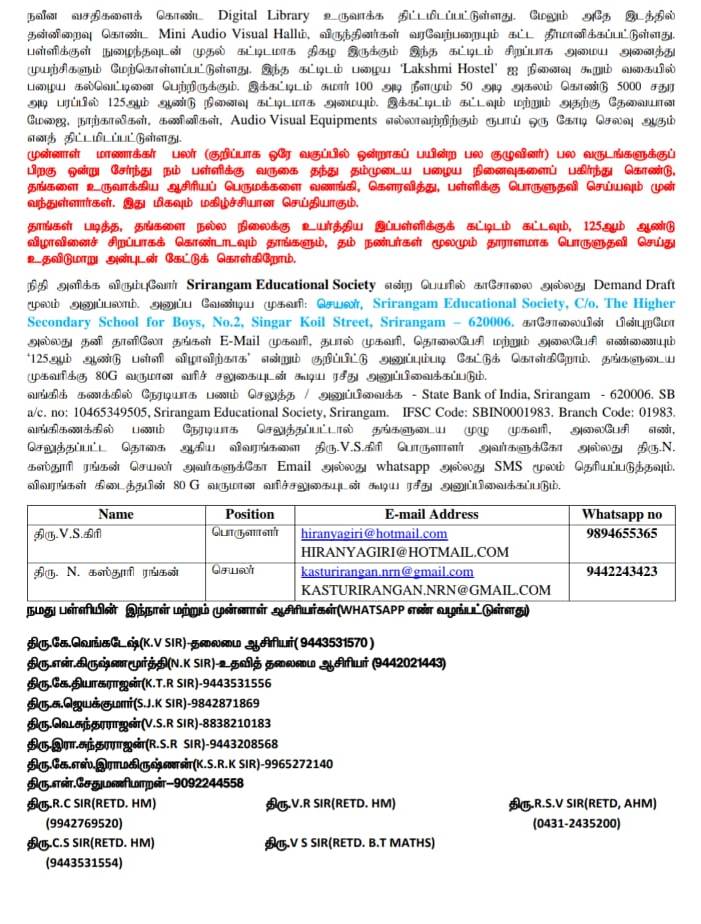 நவீன வசதிகளைக் கொண்ட Digital Library உருவாக்க திட்டமிடப்பட்டுள்ளது. மேலும் அதே இடத்தில்
தன்னிறைவு கொண்ட Mini Audio Visual Hallம், விருந்தினர்கள் வரவேற்பறையும் கட்ட தீர்மானிக்கப்பட்டுள்ளது.
பள்ளிக்குள் நுழைந்தவுடன் முதல் கட்டிடமாக திகழ இருக்கும் இந்த கட்டிடம் சிறப்பாக அமைய அனைத்து
முயற்சிகளும் மேற்கொள்ளப்பட்டுள்ளது. இந்த கட்டிடம் பழைய 'Lakshmi Hostel' ஐ நினைவு கூறும் வகையில்
பழைய கல்வெட்டினை பெற்றிருக்கும். இக்கட்டிடம் சுமார் 100 அடி நீளமும் 50 அடி அகலம் கொண்டு 5000 சதுர
அடி பரப்பில் 125ஆம் ஆண்டு நினைவு கட்டிடமாக அமையும். இக்கட்டிடம் கட்டவும் மற்றும் அதற்கு தேவையான
மேஜை, நாற்காலிகள், கணினிகள், Audio Visual Equipments எல்லாவற்றிற்கும் ரூபாய் ஒரு கோடி செலவு ஆகும்
எனத் திட்டமிடப்பட்டுள்ளது.
முன்னாள் மாணாக்கர் பலர் (குறிப்பாக ஒரே வகுப்பில் ஒன்றாகப் பயின்ற பல குழுவினர்) பல வருடங்களுக்குப்
பிறகு ஒன்று சேர்ந்து நம் பள்ளிக்கு வருகை தந்து தம்முடைய பழைய நினைவுகளைப் பகிர்ந்து கொண்டு,
தங்களை உருவாக்கிய ஆசிரியப் பெருமக்களை வணங்கி, கௌரவித்து, பள்ளிக்கு பொருளுதவி செய்யவும் முன்
வந்துள்ளார்கள். இது மிகவும் மகிழ்ச்சியான செய்தியாகும்.
தாங்கள் படித்த, தங்களை நல்ல நிலைக்கு உயர்த்திய இப்பள்ளிக்குக் கட்டிடம் கட்டவும், 125ஆம் ஆண்டு
விழாவினைச் சிறப்பாகக் கொண்டாடவும் தாங்களும், தம் நண்பர்கள் மூலமும் தாராளமாக பொருளுதவி செய்து
உதவிடுமாறு அன்புடன் கேட்டுக் கொள்கிறோம்.
நிதி அளிக்க விரும்புவோர் Srirangam Educational Society என்ற பெயரில் காசோலை அல்லது Demand Draft
மூலம் அனுப்பலாம். அனுப்ப வேண்டிய முகவரி: செயலர், Srirangam Educational Society, C/o. The Higher
Secondary School for Boys, No.2, Singar Koil Street, Srirangam – 620006. காசோலையின் பின்புறமோ
அல்லது தனி தாளிலோ தங்கள் E-Mail முகவரி, தபால் முகவரி, தொலைபேசி மற்றும் அலைபேசி எண்ணையும்
'125ஆம் ஆண்டு பள்ளி விழாவிற்காக' என்றும் குறிப்பிட்டு அனுப்பும்படி கேட்டுக் கொள்கிறோம். தங்களுடைய
முகவரிக்கு 80G வருமான வரிச் சலுகையுடன் கூடிய ரசீது அனுப்பிவைக்கப்படும்.
வங்கிக் கணக்கில் நேரடியாக பணம் செலுத்த / அனுப்பிவைக்க - State Bank of India, Srirangam - 620006. SB
a/c. no: 10465349505, Srirangam Educational Society, Srirangam. IFSC Code: SBIN0001983. Branch Code: 01983.
வங்கிகணக்கில் பணம் நேரடியாக செலுத்தப்பட்டால் தங்களுடைய முழு முகவரி, அலைபேசி எண்,
செலுத்தப்பட்ட தொகை ஆகிய விவரங்களை திரு.V.S.கிரி பொருளாளர் அவர்களுக்கோ அல்லது திரு.N.
கஸ்தூரி ரங்கன் செயலர் அவர்களுக்கோ Email அல்லது whatsapp அல்லது SMS மூலம் தெரியப்படுத்தவும்.
விவரங்கள் கிடைத்தபின் 80 G வருமான வரிச்சலுகையுடன் கூடிய ரசீது அனுப்பிவைக்கப்படும்.
Name Position E-mail Address Whatsapp no
திரு.V.S.கிரி பொருளாளர் hiranyagiri@hotmail.com 9894655365
HIRANYAGIRI@HOTMAIL.COM
திரு. N. கஸ்தூரி ரங்கன் செயலர் kasturirangan.nrn@gmail.com 9442243423
KASTURIRANGAN.NRN@GMAIL.COM
நமது பள்ளியின் இந்நாள் மற்றும் முன்னாள் ஆசிரியர்கள்(WHATSAPP எண் வழங்பட்டுள்ளது)
திரு.கே.வெங்கடேஷ்(K.V SIR)-தலைமை ஆசிரியர்( 9443531570 )
திரு.என்.கிருஷ்ணமூர்த்தி(N.K SIR)-உதவித் தலைமை ஆசிரியர் (9442021443)
திரு.கே.தியாகராஜன்(K.T.R SIR)-9443531556
திரு.சு.ஜெயக்குமார்(S.J.K SIR)-9842871869
திரு.வெ.சுந்தரராஜன்(V.S.R SIR)-8838210183
திரு.இரா.சுந்தரராஜன்(R.S.R SIR)-9443208568
திரு.கே.எஸ்.இராமகிருஷ்ணன்(K.S.R.K SIR)-9965272140
திரு.என்.சேதுமணிமாறன்–9092244558
திரு.R.C SIR(RETD. HM) திரு.V.R SIR(RETD. HM) திரு.R.S.V SIR(RETD, AHM)
(9942769520) (0431-2435200)
திரு.C.S SIR(RETD. HM) திரு.V S SIR(RETD. B.T MATHS)
(9443531554)